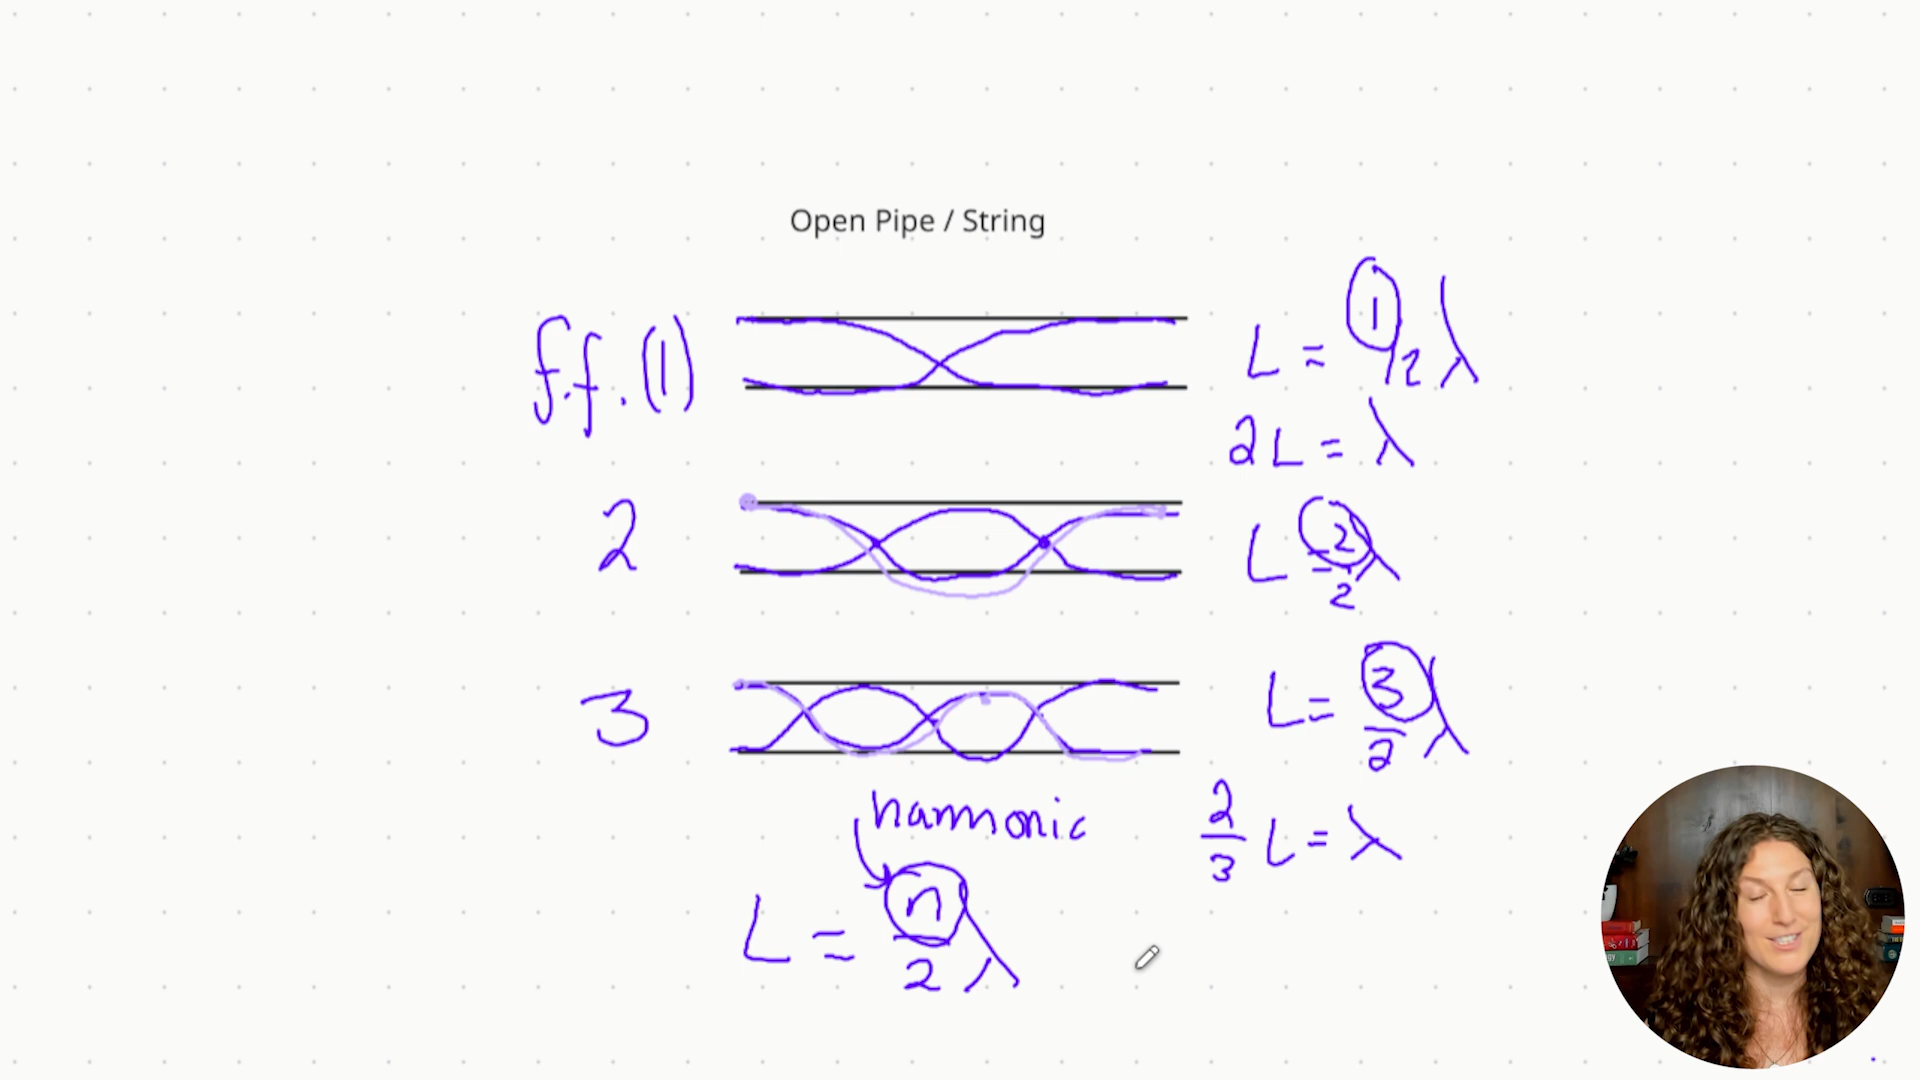 Open Pipe / String
f.f. (1)
L = 1/2 λ
2L = λ
2
L = 2/2 λ
3
L = 3/2 λ
harmonic
2/3 L = λ
L = n/2 λ